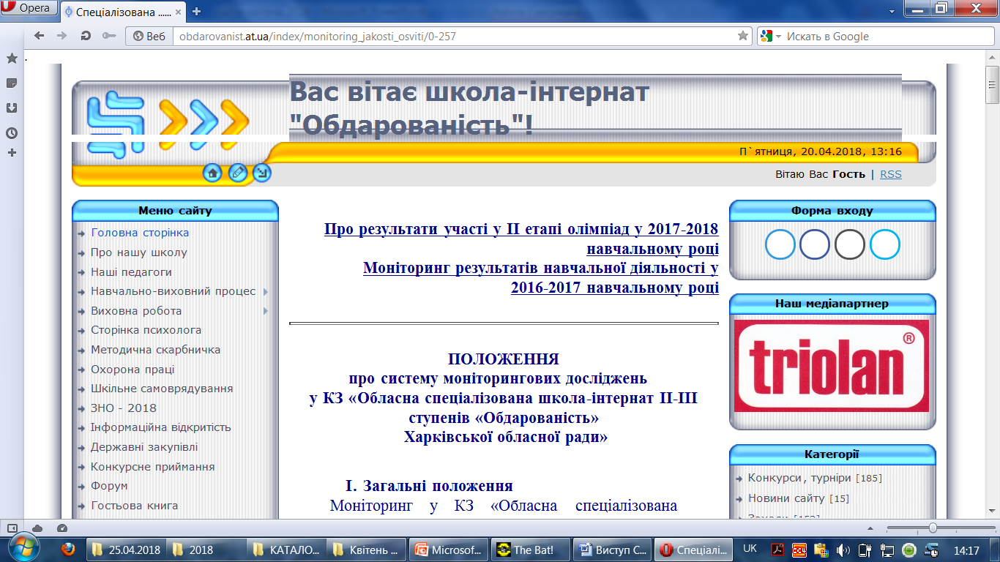 Opera
Спеціалізована ......
Веб
obdarovanist.at.ua/index/monitoring_jakosti_osviti/0-257
Искать в Google
Вас вітає школа-інтернат
"Обдарованість"!
П`ятниця, 20.04.2018, 13:16
Вітаю Вас Гость | RSS
Меню сайту
Головна сторінка
Про нашу школу
Наші педагоги
Навчально-виховний процес
Виховна робота
Сторінка психолога
Методична скарбничка
Охорона праці
Шкільне самоврядування
ЗНО - 2018
Інформаційна відкритість
Державні закупівлі
Конкурсне приймання
Форум
Гостьова книга
Про результати участі у ІІ етапі олімпіад у 2017-2018
навчальному році
Моніторинг результатів навчальної діяльності у
2016-2017 навчальному році
ПОЛОЖЕННЯ
про систему моніторингових досліджень
у КЗ «Обласна спеціалізована школа-інтернат ІІ-ІІІ
ступенів «Обдарованість»
Харківської обласної ради»
І. Загальні положення
Моніторинг у КЗ «Обласна спеціалізована
Форма входу
Наш медіапартнер
triolan ®
Категорії
Конкурси, турніри [185]
Новини сайту [15]
25.04.2018
2018
КАТАЛО...
Квітень ...
Microsof...
The Bat!
Виступ С...
Спеціалі...
UK
14:17